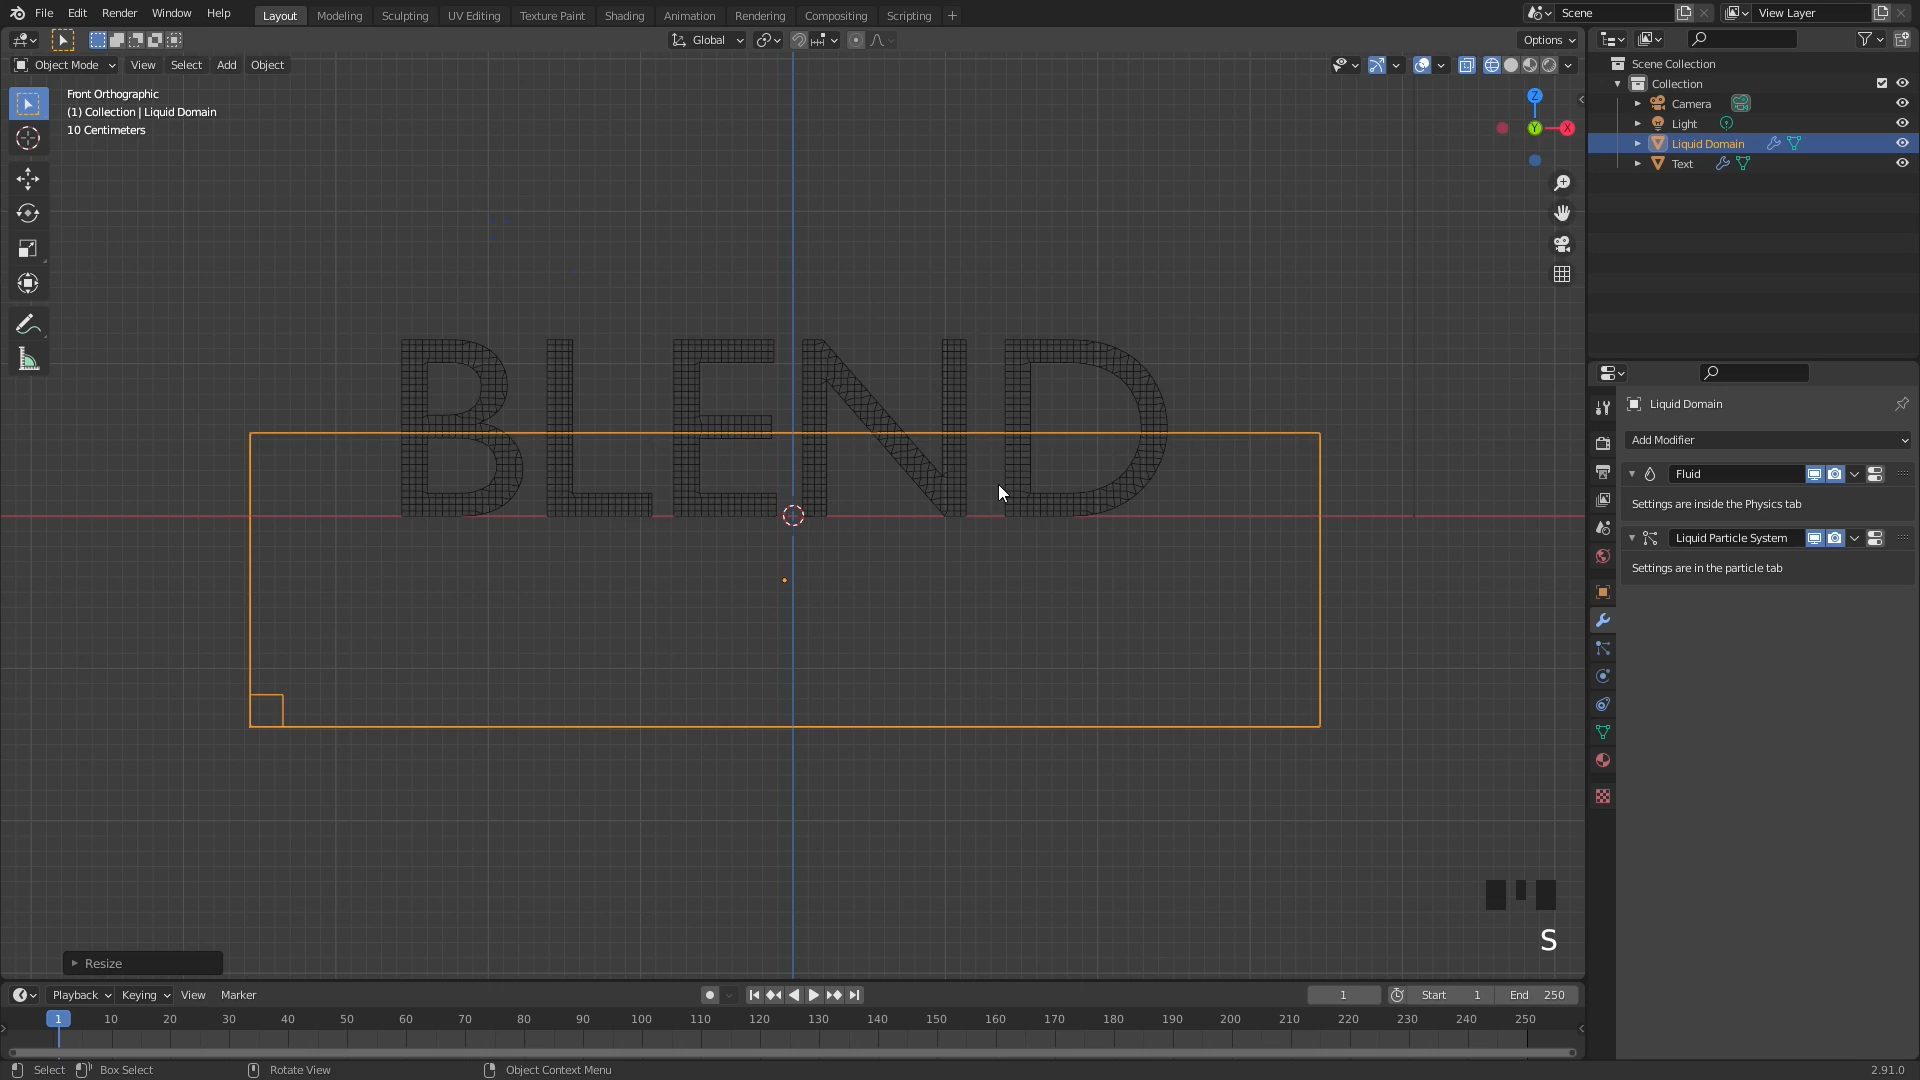 File Edit Render Window Help
Layout Modeling Sculpting UV Editing Texture Paint Shading Animation Rendering Compositing Scripting +
Scene
View Layer
Global
Options
Object Mode View Select Add Object
Front Orthographic
(1) Collection | Liquid Domain
10 Centimeters
Z
Y
X
BLEND
S
Resize
Scene Collection
Collection
Camera
Light
Liquid Domain
Text
Liquid Domain
Add Modifier
Fluid
Settings are inside the Physics tab
Liquid Particle System
Settings are in the particle tab
Playback Keying View Marker
1
Start 1
End 250
1 10 20 30 40 50 60 70 80 90 100 110 120 130 140 150 160 170 180 190 200 210 220 230 240 250
Select
Box Select
Rotate View
Object Context Menu
2.91.0